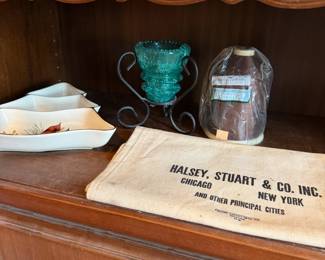 HALSEY, STUART & CO. INC.
CHICAGO NEW YORK
AND OTHER PRINCIPAL CITIES